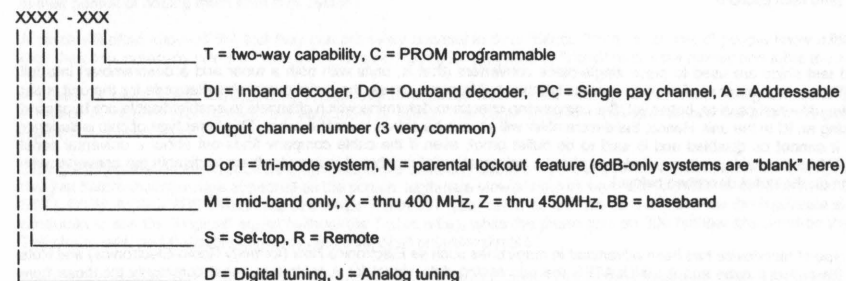 XXXX - XXX
T = two-way capability, C = PROM programmable
DI = Inband decoder, DO = Outband decoder, PC = Single pay channel, A = Addressable
Output channel number (3 very common)
D or I = tri-mode system, N = parental lockout feature (6dB-only systems are "blank" here)
M = mid-band only, X = thru 400 MHz, Z = thru 450MHz, BB = baseband
S = Set-top, R = Remote
D = Digital tuning, J = Analog tuning